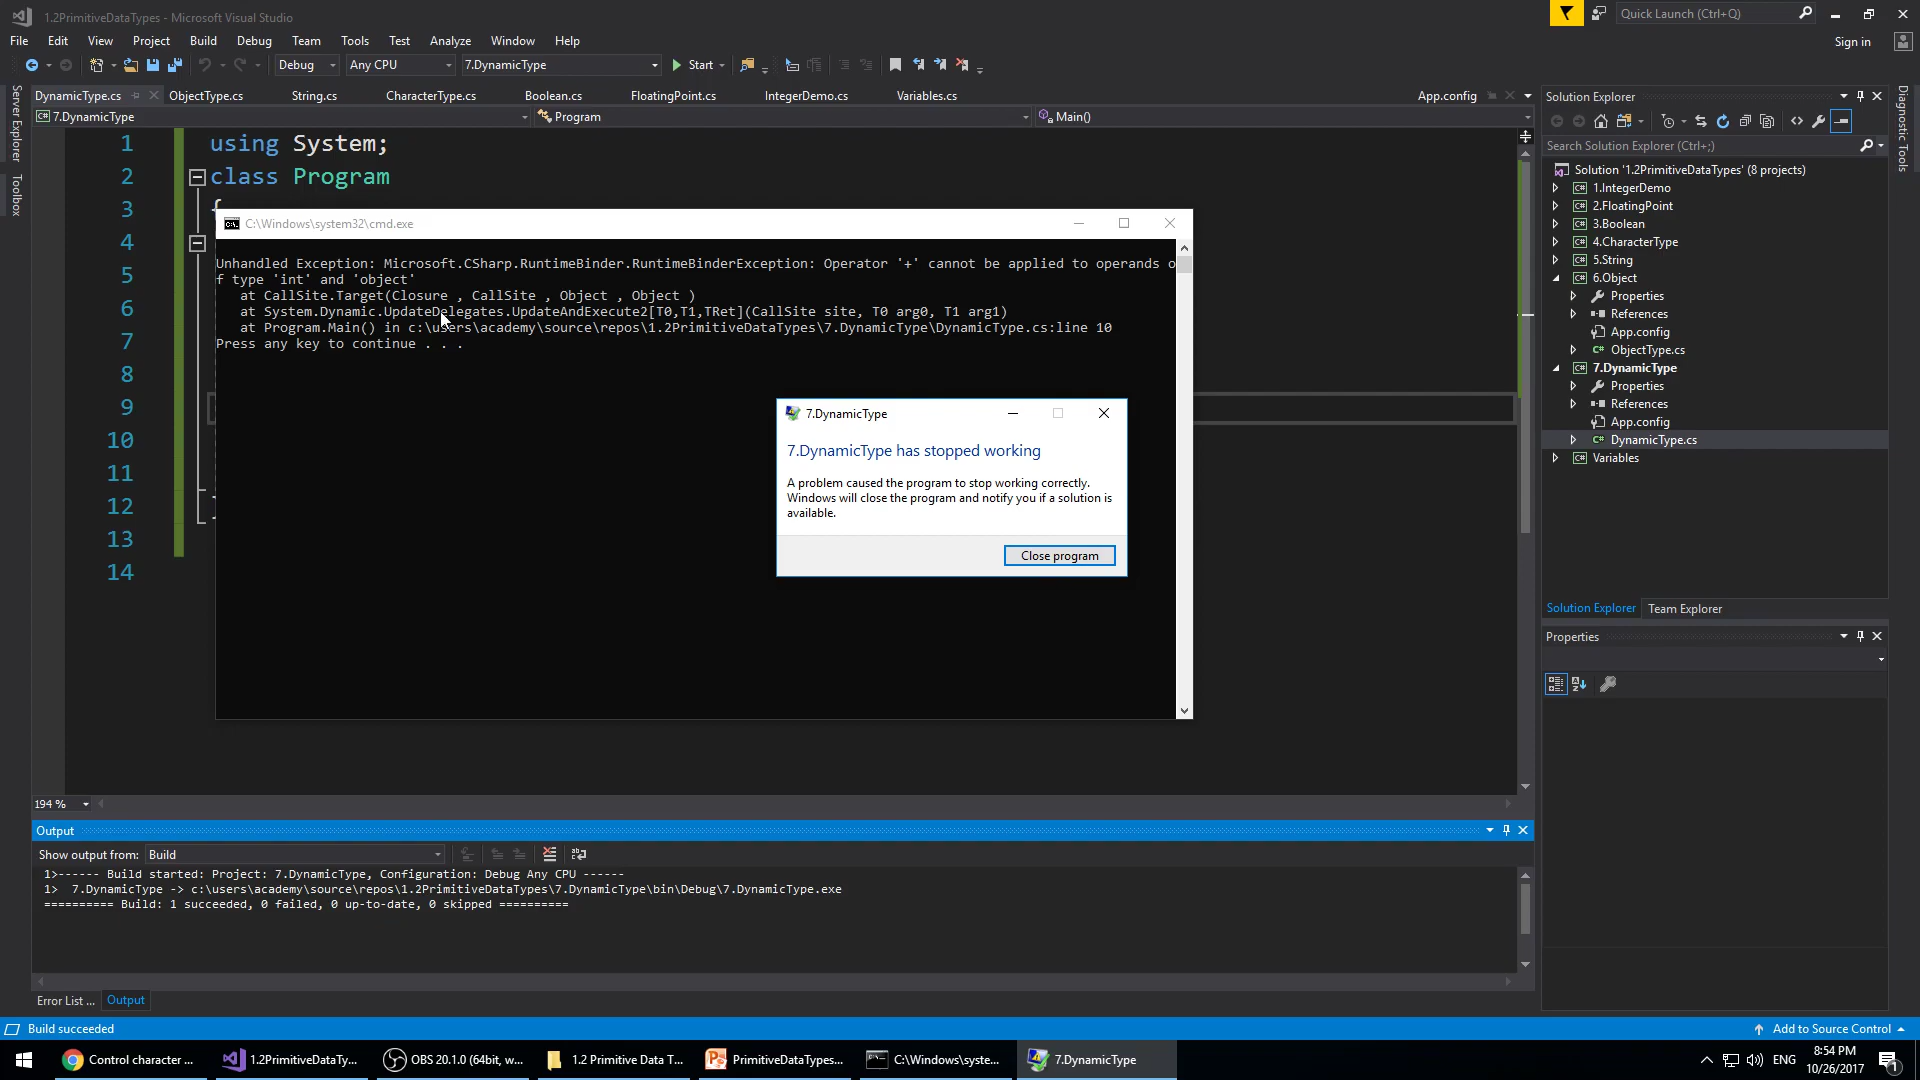 1.2PrimitiveDataTypes - Microsoft Visual Studio
Quick Launch (Ctrl+Q)
File Edit View Project Build Debug Team Tools Test Analyze Window Help
Sign in
Debug Any CPU 7.DynamicType Start
DynamicType.cs ObjectType.cs String.cs CharacterType.cs Boolean.cs FloatingPoint.cs IntegerDemo.cs Variables.cs App.config
7.DynamicType Program Main()
Server Explorer
Toolbox
1 using System;
2 class Program
3 {
4
5
6
7
8
9
10
11
12
13
14
C:\Windows\system32\cmd.exe
Unhandled Exception: Microsoft.CSharp.RuntimeBinder.RuntimeBinderException: Operator '+' cannot be applied to operands o
f type 'int' and 'object'
at CallSite.Target(Closure , CallSite , Object , Object )
at System.Dynamic.UpdateDelegates.UpdateAndExecute2[T0,T1,TRet](CallSite site, T0 arg0, T1 arg1)
at Program.Main() in c:\users\academy\source\repos\1.2PrimitiveDataTypes\7.DynamicType\DynamicType.cs:line 10
Press any key to continue . . .
7.DynamicType
7.DynamicType has stopped working
A problem caused the program to stop working correctly.
Windows will close the program and notify you if a solution is
available.
Close program
Solution Explorer
Search Solution Explorer (Ctrl+;)
Solution '1.2PrimitiveDataTypes' (8 projects)
1.IntegerDemo
2.FloatingPoint
3.Boolean
4.CharacterType
5.String
6.Object
Properties
References
App.config
ObjectType.cs
7.DynamicType
Properties
References
App.config
DynamicType.cs
Variables
Solution Explorer Team Explorer
Properties
Diagnostic Tools
194 %
Output
Show output from: Build
1>------ Build started: Project: 7.DynamicType, Configuration: Debug Any CPU ------
1> 7.DynamicType -> c:\users\academy\source\repos\1.2PrimitiveDataTypes\7.DynamicType\bin\Debug\7.DynamicType.exe
========== Build: 1 succeeded, 0 failed, 0 up-to-date, 0 skipped ==========
Error List ... Output
Build succeeded
Add to Source Control
Control character ... 1.2PrimitiveDataTy... OBS 20.1.0 (64bit, w... 1.2 Primitive Data T... PrimitiveDataTypes... C:\Windows\syste... 7.DynamicType
ENG
8:54 PM
10/26/2017
1